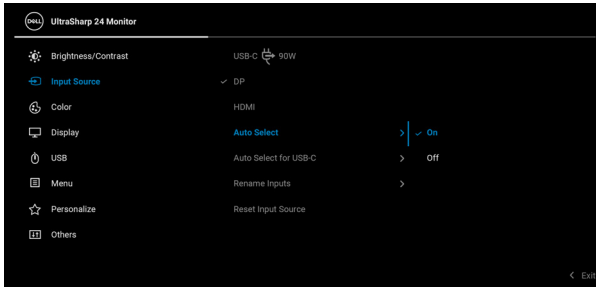 DELL UltraSharp 24 Monitor
Brightness/Contrast
Input Source
Color
Display
USB
Menu
Personalize
Others
USB-C 90W
DP
HDMI
Auto Select
Auto Select for USB-C
Rename Inputs
Reset Input Source
On
Off
Exit